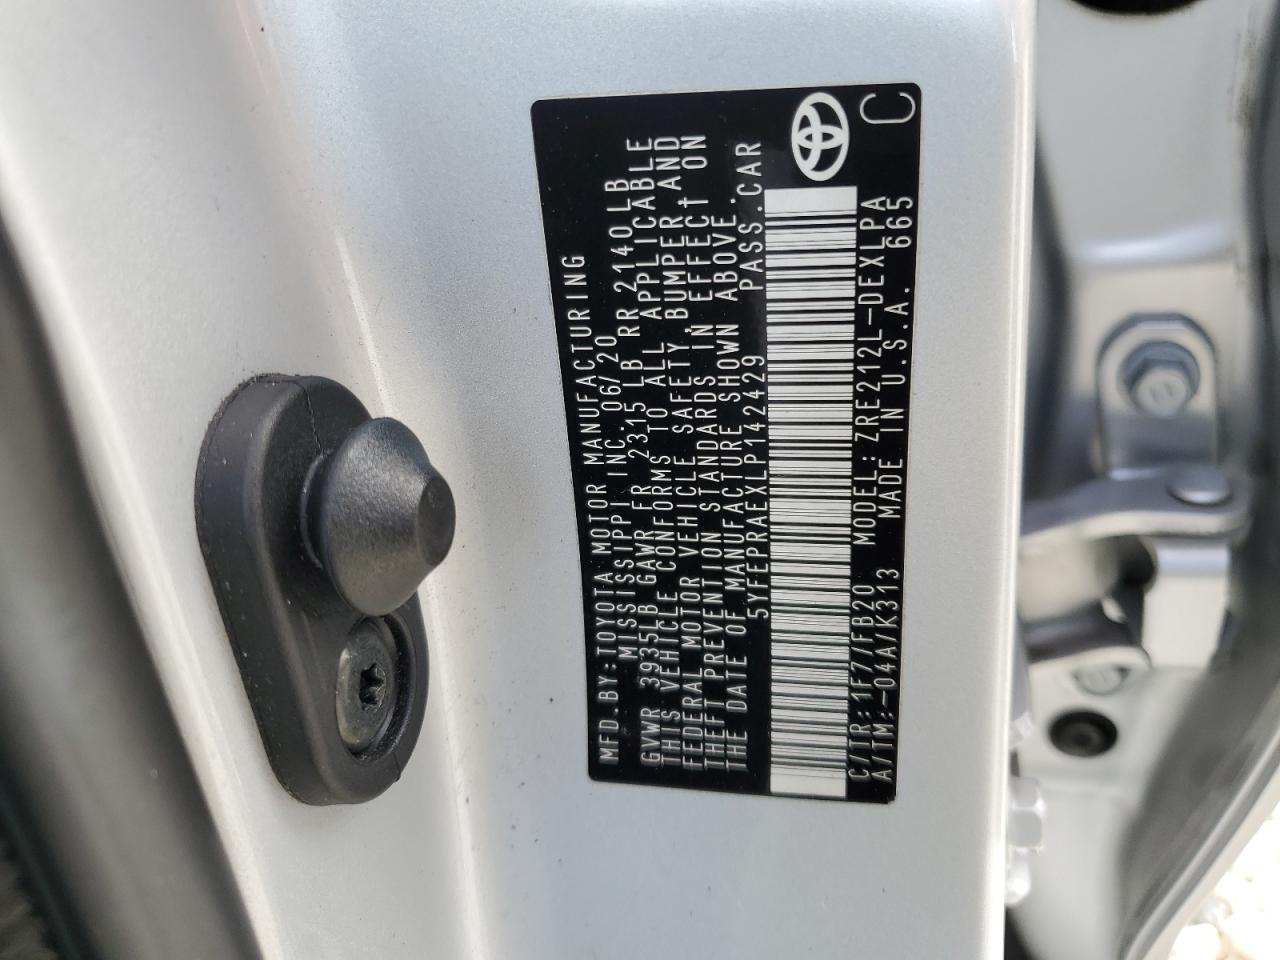 MFD.BY:TOYOTA MOTOR MANUFACTURING
MISSISSIPPI INC. 06/20
GVWR 3935LB GAWR FR 2315 LB RR 2140LB
THIS VEHICLE CONFORMS TO ALL APPLICABLE
FEDERAL MOTOR VEHICLE SAFETY,BUMPER,AND
THEFT PREVENTION STANDARDS IN EFFECT ON
THE DATE OF MANUFACTURE SHOWN ABOVE.
5YFEPRAEXLP142429 PASS.CAR
C/TR:1F7/FB20 MODEL:ZRE212L-DEXLPA
A/TM:-04A/K313 MADE IN U.S.A. 665
C